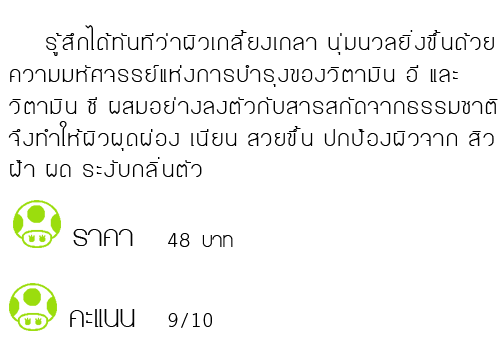 รู้สึกได้ทันทีว่าผิวเกลี้ยงเกลา นุ่มนวลยิ่งขึ้นด้วย
ความมหัศจรรย์แห่งการบำรุงของวิตามิน อี และ
วิตามิน ซี ผสมอย่างลงตัวกับสารสกัดจากธรรมชาติ
จึงทำให้ผิวผุดผ่อง เนียน สวยขึ้น ปกป้องผิวจาก สิว
ฝ้า ผด ระงับกลิ่นตัว
ราคา 48 บาท
คะแนน 9/10